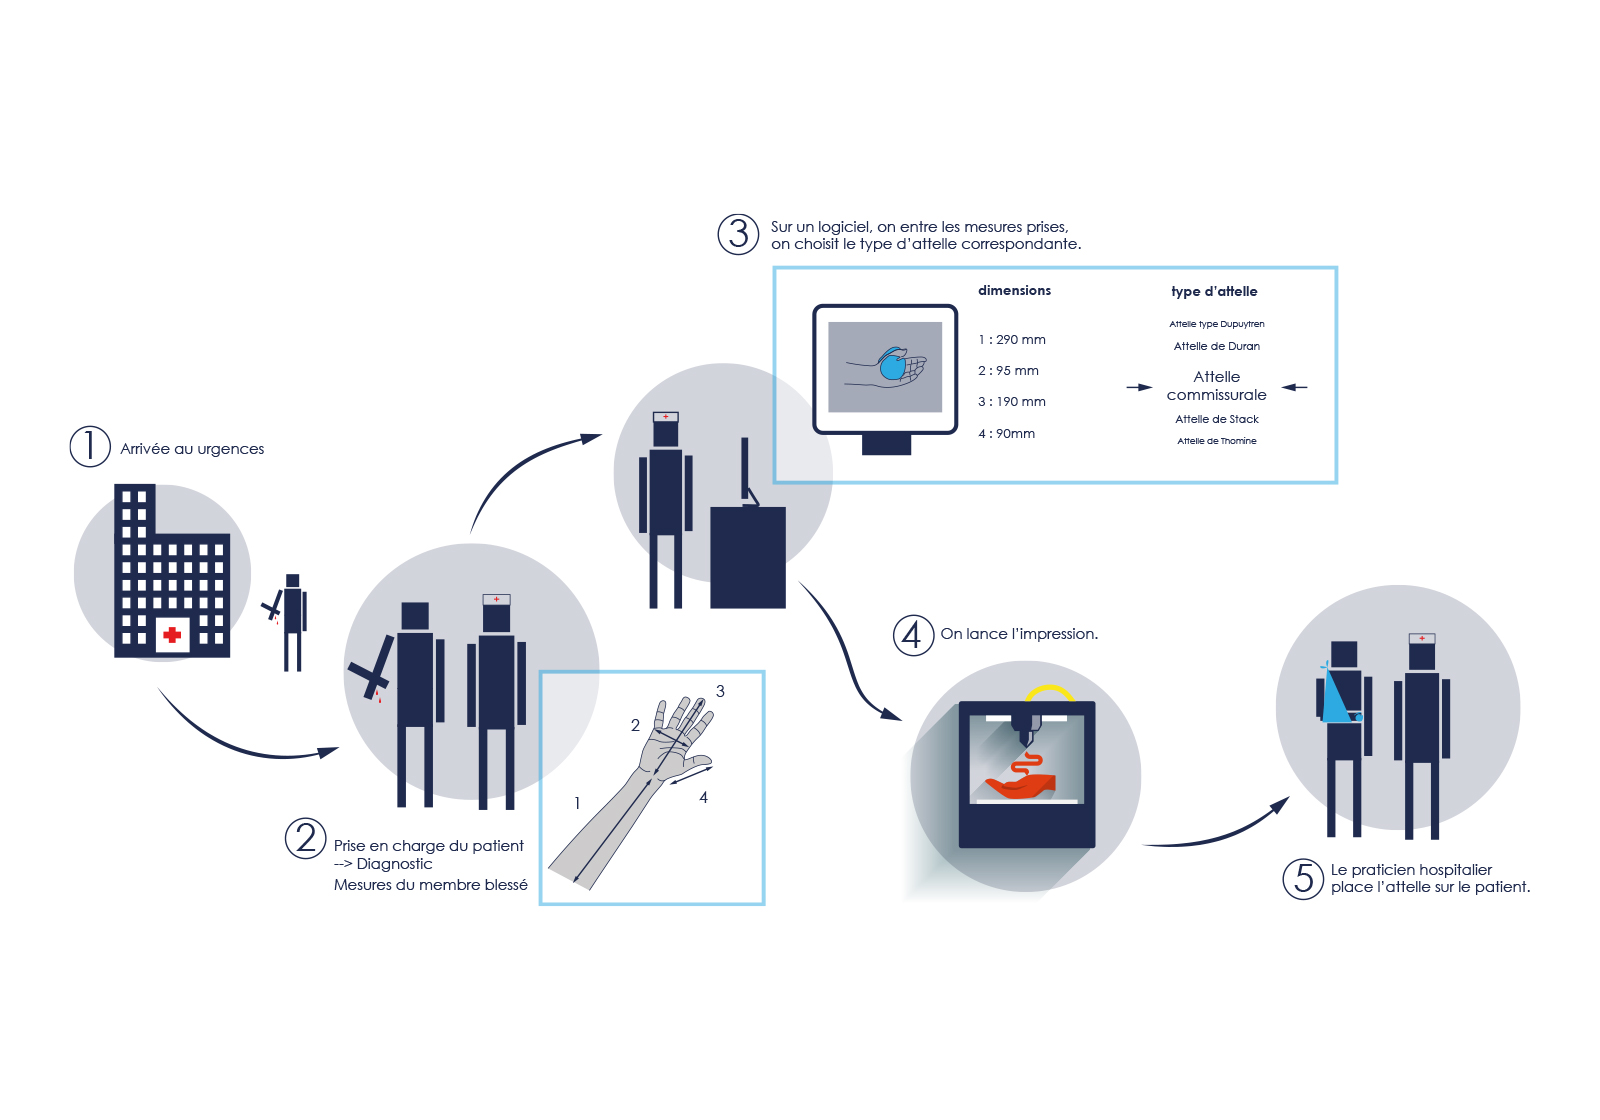 1
Arrivée au urgences
2
Prise en charge du patient
--> Diagnostic
Mesures du membre blessé
1
2
3
4
3
Sur un logiciel, on entre les mesures prises,
on choisit le type d'attelle correspondante.
dimensions
1 : 290 mm
2 : 95 mm
3 : 190 mm
4 : 90mm
type d'attelle
Attelle type Dupuytren
Attelle de Duran
Attelle
commissurale
Attelle de Stack
Attelle de Thomine
4
On lance l'impression.
5
Le praticien hospitalier
place l'attelle sur le patient.